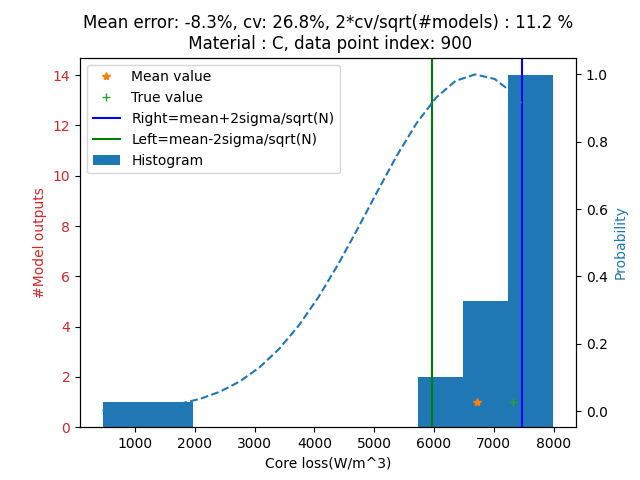 Mean error: -8.3%, cv: 26.8%, 2*cv/sqrt(#models) : 11.2 %
Material : C, data point index: 900
Mean value
True value
Right=mean+2sigma/sqrt(N)
Left=mean-2sigma/sqrt(N)
Histogram
14
12
10
8
6
4
2
0
#Model outputs
1.0
0.8
0.6
0.4
0.2
0.0
Probability
1000 2000 3000 4000 5000 6000 7000 8000
Core loss(W/m^3)